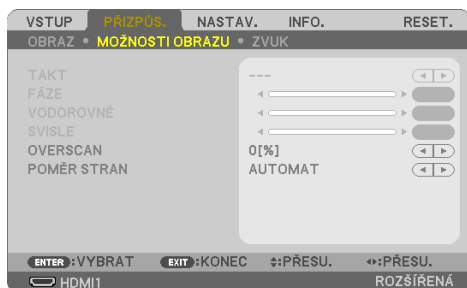 VSTUP PŘIZPŮS. NASTAV. INFO. RESET.
OBRAZ • MOŽNOSTI OBRAZU • ZVUK
TAKT ---
FÁZE
VODOROVNĚ
SVISLE
OVERSCAN 0[%]
POMĚR STRAN AUTOMAT
ENTER :VYBRAT EXIT :KONEC :PŘESU. :PŘESU.
HDMI1 ROZŠÍŘENÁ